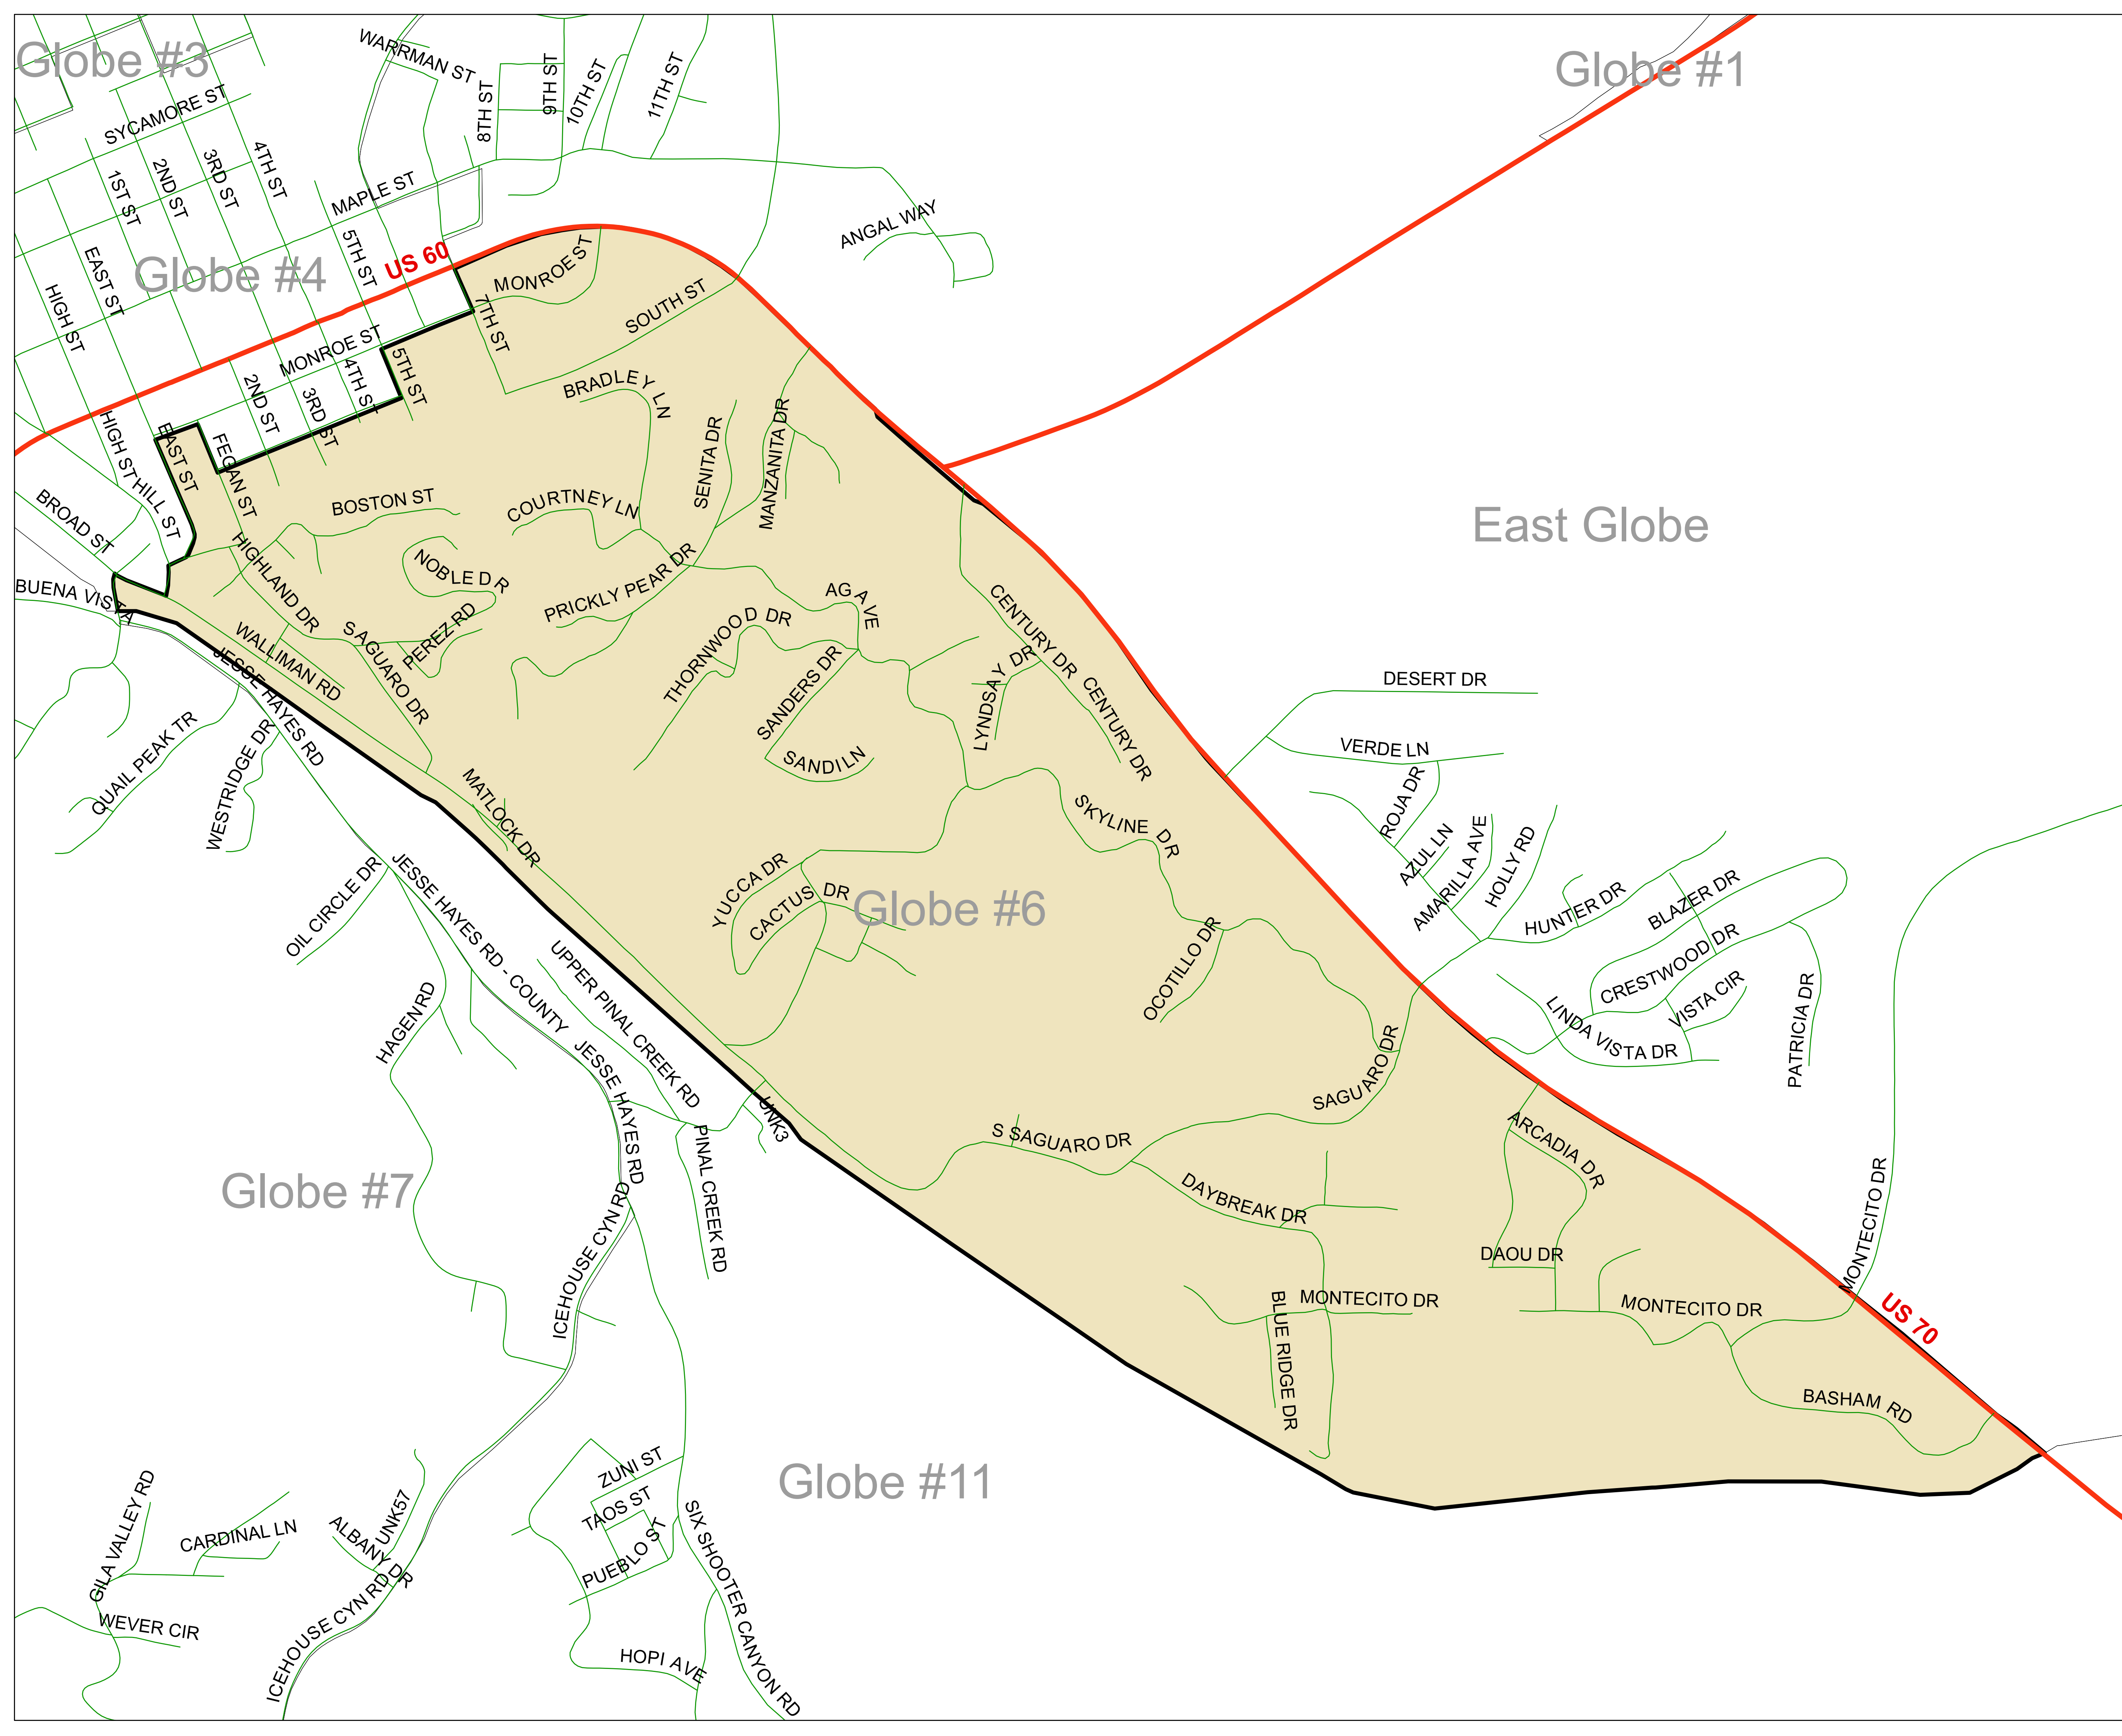 Globe #3
WARRMAN ST
8TH ST
9TH ST
10TH ST
11TH ST
Globe #1
SYCAMORE ST
1ST ST
2ND ST
3RD ST
4TH ST
MAPLE ST
5TH ST
ANGAL WAY
Globe #4
US 60
EAST ST
HIGH ST
MONROE ST
MONROE ST
7TH ST
SOUTH ST
2ND ST
3RD ST
4TH ST
5TH ST
BRADLEY LN
HIGH ST
EAST ST
FEGAN ST
HILL ST
BROAD ST
BOSTON ST
COURTNEY LN
SENITA DR
MANZANITA DR
East Globe
BUENA VISTA
HIGHLAND DR
NOBLE DR
PRICKLY PEAR DR
AGAVE
CENTURY DR
WALLIMAN RD
SAGUARO DR
PEREZ RD
THORNWOOD DR
SANDERS DR
LYNDSAY DR
CENTURY DR
DESERT DR
JESSE HAYES RD
QUAIL PEAK TR
WESTRIDGE DR
SANDI LN
VERDE LN
ROJA DR
MATLOCK DR
SKYLINE DR
AZUL LN
AMARILLA AVE
HOLLY RD
OIL CIRCLE DR
JESSE HAYES RD - COUNTY
YUCCA DR
CACTUS DR
Globe #6
HUNTER DR
BLAZER DR
UPPER PINAL CREEK RD
OCOTILLO DR
CRESTWOOD DR
VISTA CIR
LINDA VISTA DR
PATRICIA DR
HAGEN RD
JESSE HAYES RD
UNK3
SAGUARO DR
S SAGUARO DR
ARCADIA DR
Globe #7
PINAL CREEK RD
DAYBREAK DR
ICEHOUSE CYN RD
DAOU DR
MONTECITO DR
MONTECITO DR
MONTECITO DR
US 70
BLUE RIDGE DR
BASHAM RD
Globe #11
ZUNI ST
TAOS ST
PUEBLO ST
SIX SHOOTER CANYON RD
GILA VALLEY RD
CARDINAL LN
UNK57
ALBANY DR
WEVER CIR
ICEHOUSE CYN RD
HOPI AVE